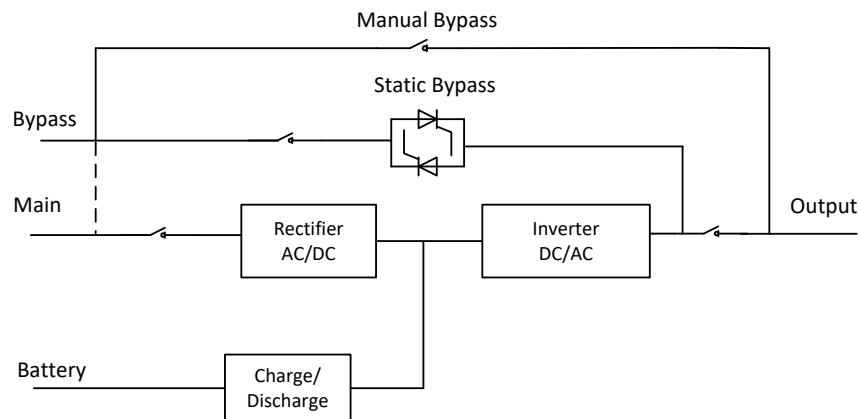 Manual Bypass
Static Bypass
Bypass
Main
Rectifier
AC/DC
Inverter
DC/AC
Output
Battery
Charge/
Discharge